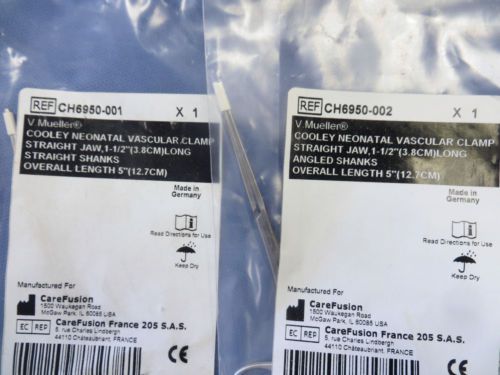 REF CH6950-001 X 1
V. Mueller®
COOLEY NEONATAL VASCULAR CLAMP
STRAIGHT JAW,1-1/2"(3.8CM)LONG
STRAIGHT SHANKS
OVERALL LENGTH 5"(12.7CM)
Made in
Germany
Read Directions for Use
Keep Dry
Manufactured For
CareFusion
1500 Waukegan Road
McGaw Park, IL 60085 USA
EC REP CareFusion France 205 S.A.S.
5, rue Charles Lindbergh
44110 Châteaubriant, FRANCE
CE
REF CH6950-002 X 1
V. Mueller®
COOLEY NEONATAL VASCULAR CLAMP
STRAIGHT JAW,1-1/2"(3.8CM)LONG
ANGLED SHANKS
OVERALL LENGTH 5"(12.7CM)
Made in
Germany
Read Directions for Use
Keep Dry
Manufactured For
CareFusion
1500 Waukegan Road
McGaw Park, IL 60085 USA
EC REP CareFusion France 205 S.A.S.
5, rue Charles Lindbergh
44110 Châteaubriant, FRANCE
CE